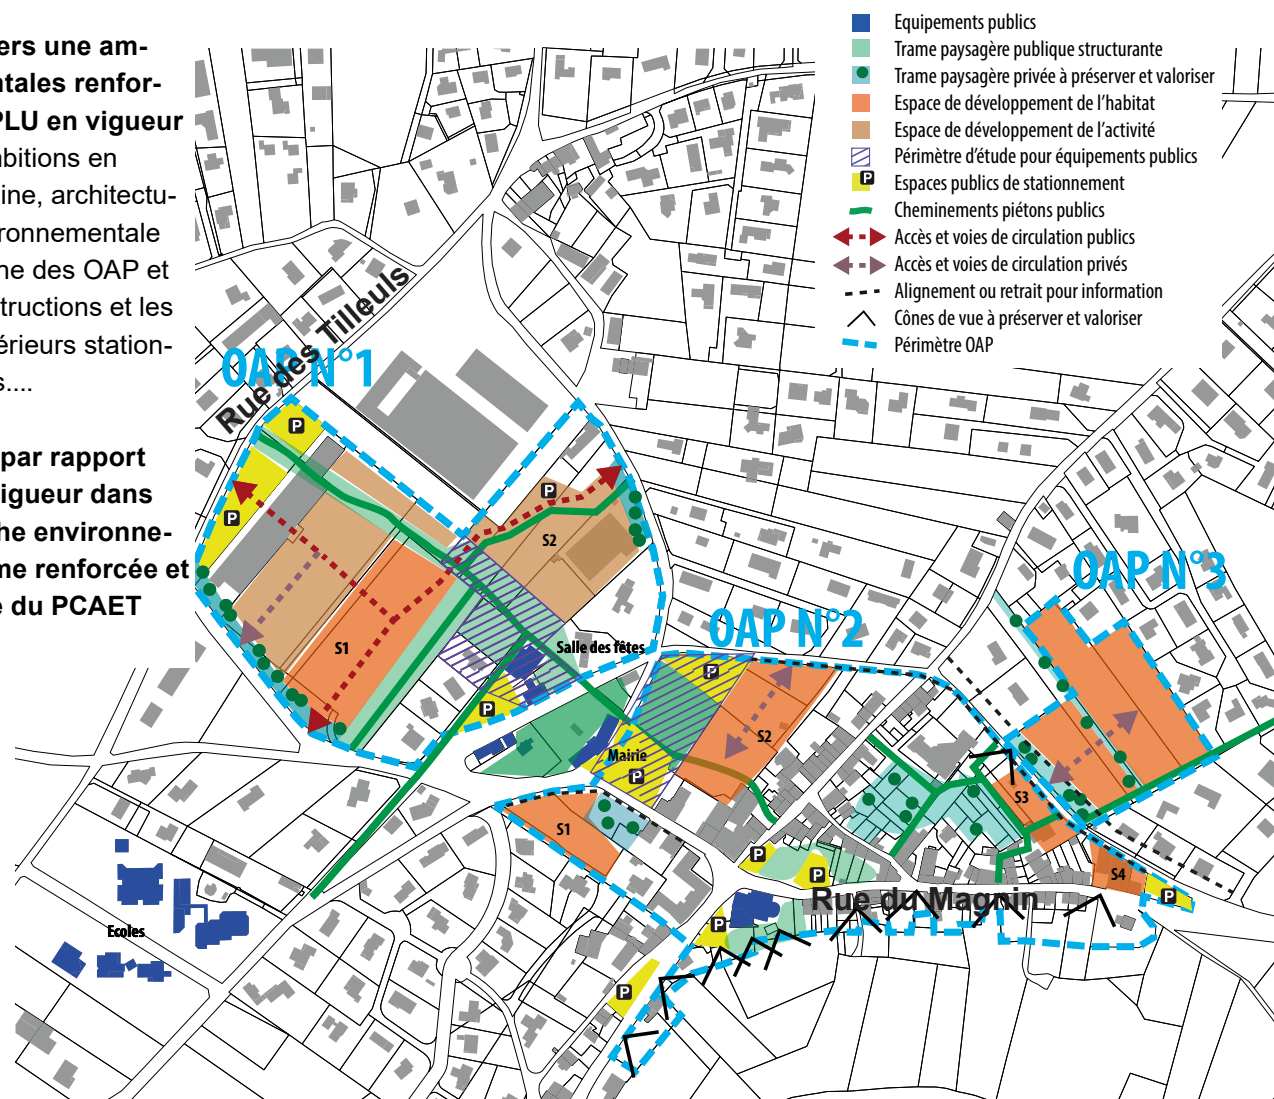 ers une am-
ntales renfor-
PLU en vigueur
nbitions en
ine, architectu-
ronnementale
ne des OAP et
structions et les
térieurs station-
s....
par rapport
vigueur dans
he environne-
me renforcée et
e du PCAET
Equipements publics
Trame paysagère publique structurante
Trame paysagère privée à préserver et valoriser
Espace de développement de l'habitat
Espace de développement de l'activité
Périmètre d'étude pour équipements publics
P Espaces publics de stationnement
Cheminements piétons publics
Accès et voies de circulation publics
Accès et voies de circulation privés
Alignement ou retrait pour information
Cônes de vue à préserver et valoriser
Périmètre OAP
OAP N°1
Rue des Tilleuls
P
P
P
S2
S1
Salle des fêtes
P
OAP N°2
P
S2
Mairie
P
OAP N°3
S1
S3
S4
P
P
P
P
P
Rue du Magnin
Ecoles